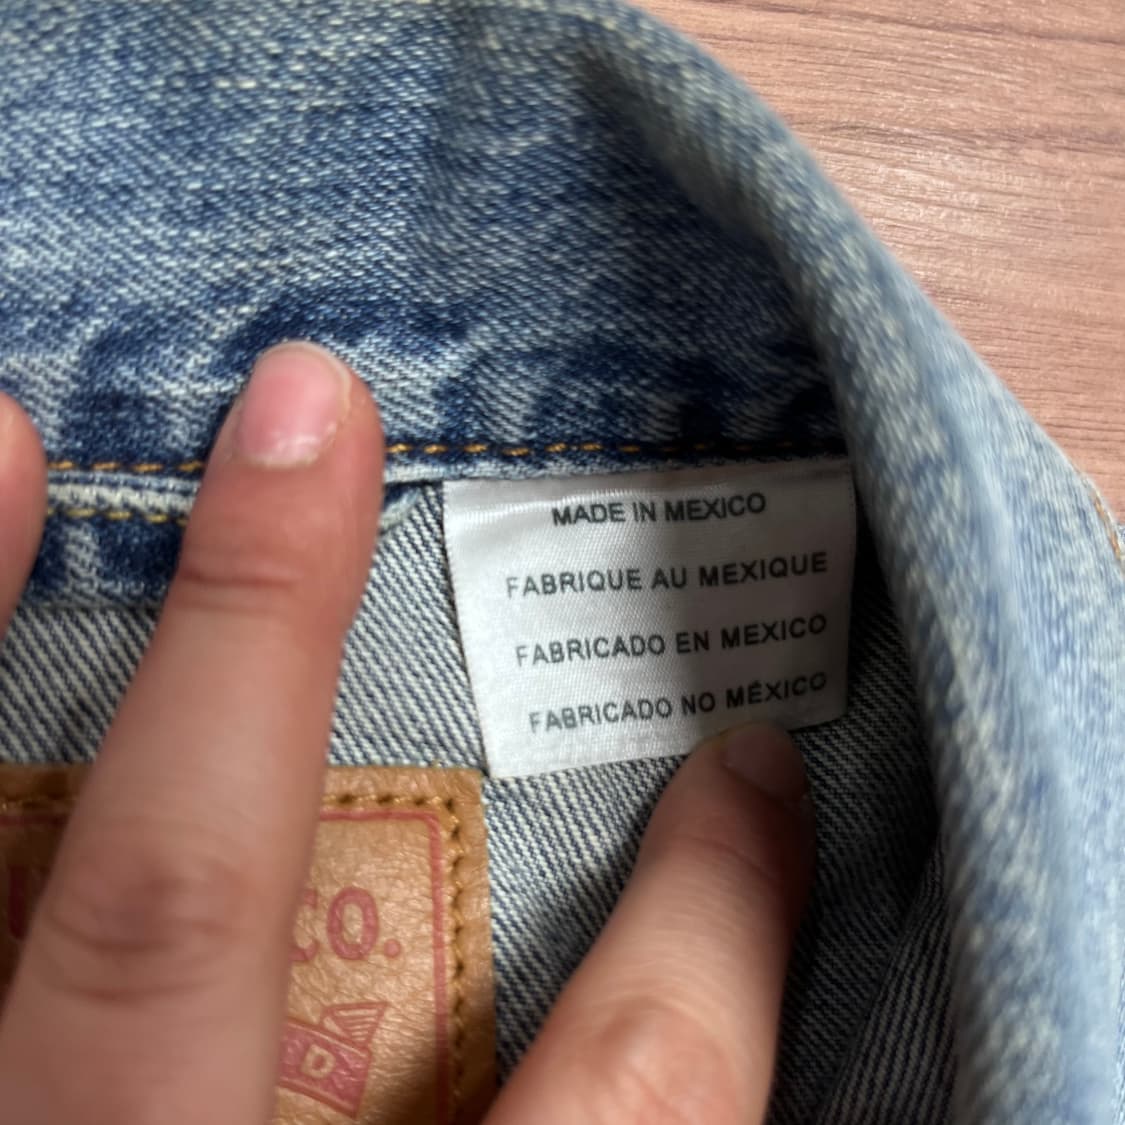 MADE IN MEXICO
FABRIQUE AU MEXIQUE
FABRICADO EN MEXICO
FABRICADO NO MÉXICO
CO.
D